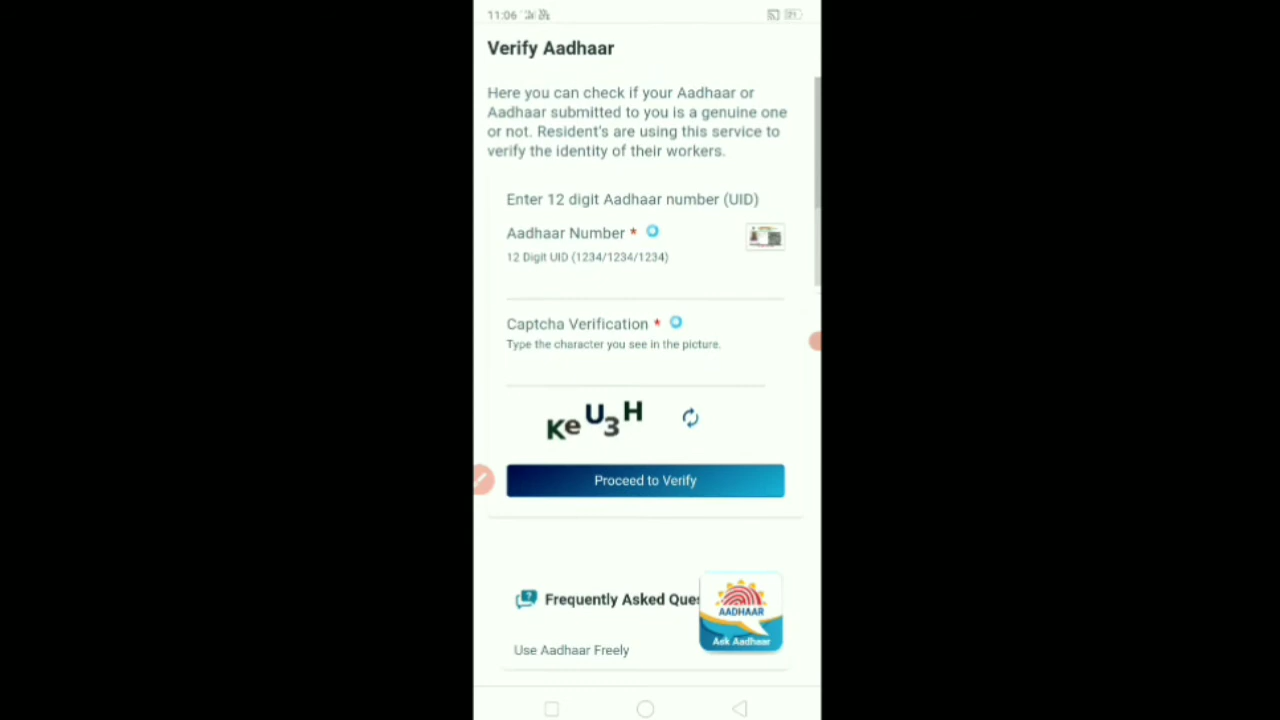 11:06
Verify Aadhaar
Here you can check if your Aadhaar or
Aadhaar submitted to you is a genuine one
or not. Resident's are using this service to
verify the identity of their workers.
Enter 12 digit Aadhaar number (UID)
Aadhaar Number *
12 Digit UID (1234/1234/1234)
Captcha Verification *
Type the character you see in the picture.
KeU3H
Proceed to Verify
Frequently Asked Ques
AADHAAR
Ask Aadhaar
Use Aadhaar Freely